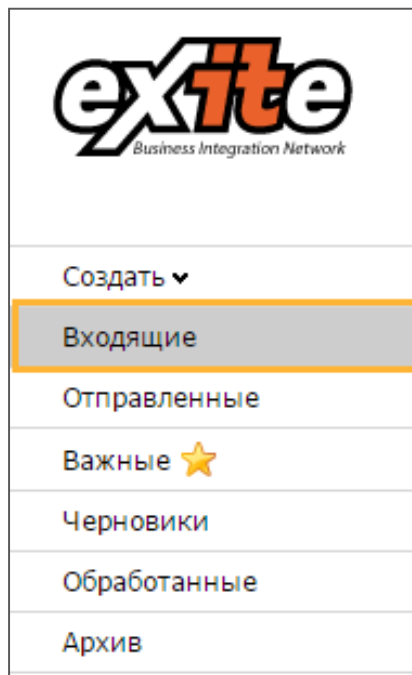 eXite
Business Integration Network
Создать
Входящие
Отправленные
Важные
Черновики
Обработанные
Архив